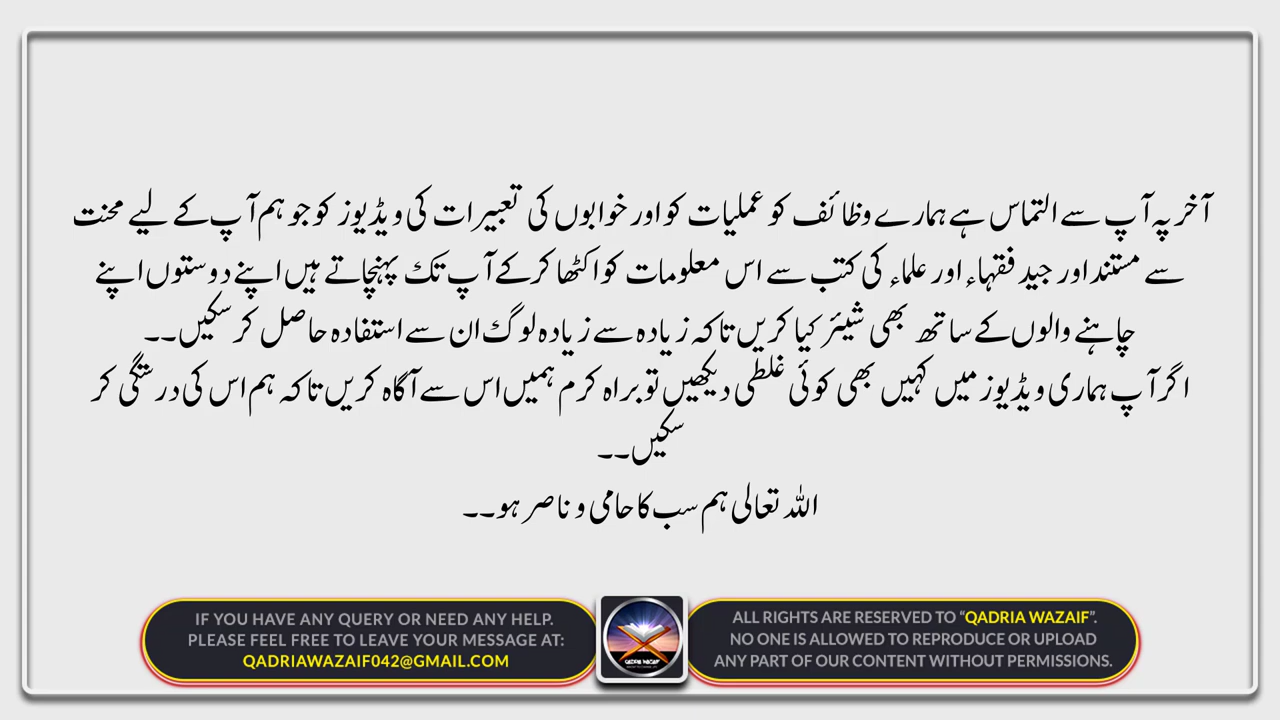 آخر پہ آپ سے التماس ہے ہمارے وظائف کو عملیات کو اور خوابوں کی تعبیرات کی ویڈیوز کو جو ہم آپ کے لیے محنت
سے مستند اور جید فقہاء اور علماء کی کتب سے اس معلومات کو اکٹھا کر کے آپ تک پہنچاتے ہیں اپنے دوستوں اپنے
چاہنے والوں کے ساتھ بھی شیئر کیا کریں تاکہ زیادہ سے زیادہ لوگ ان سے استفادہ حاصل کر سکیں۔۔
اگر آپ ہماری ویڈیوز میں کہیں بھی کوئی غلطی دیکھیں تو براہ کرم ہمیں اس سے آگاہ کریں تاکہ ہم اس کی درستگی کر
سکیں۔۔
اللہ تعالی ہم سب کا حامی و ناصر ہو۔۔
IF YOU HAVE ANY QUERY OR NEED ANY HELP.
PLEASE FEEL FREE TO LEAVE YOUR MESSAGE AT:
QADRIAWAZAIF042@GMAIL.COM
QADRIA WAZAIF
ALL RIGHTS ARE RESERVED TO “QADRIA WAZAIF”.
NO ONE IS ALLOWED TO REPRODUCE OR UPLOAD
ANY PART OF OUR CONTENT WITHOUT PERMISSIONS.